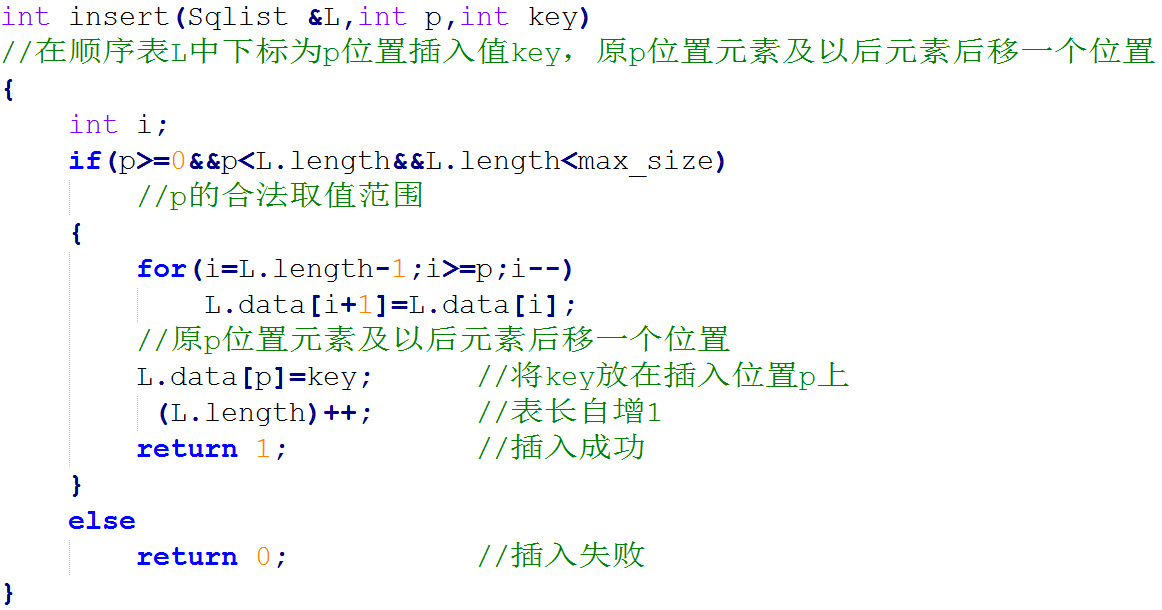 int insert(Sqlist &L,int p,int key)
//在顺序表L中下标为p位置插入值key，原p位置元素及以后元素后移一个位置
{
    int i;
    if(p>=0&&p<L.length&&L.length<max_size)
        //p的合法取值范围
    {
        for(i=L.length-1;i>=p;i--)
            L.data[i+1]=L.data[i];
        //原p位置元素及以后元素后移一个位置
        L.data[p]=key;      //将key放在插入位置p上
         (L.length)++;      //表长自增1
        return 1;           //插入成功
    }
    else
        return 0;           //插入失败
}